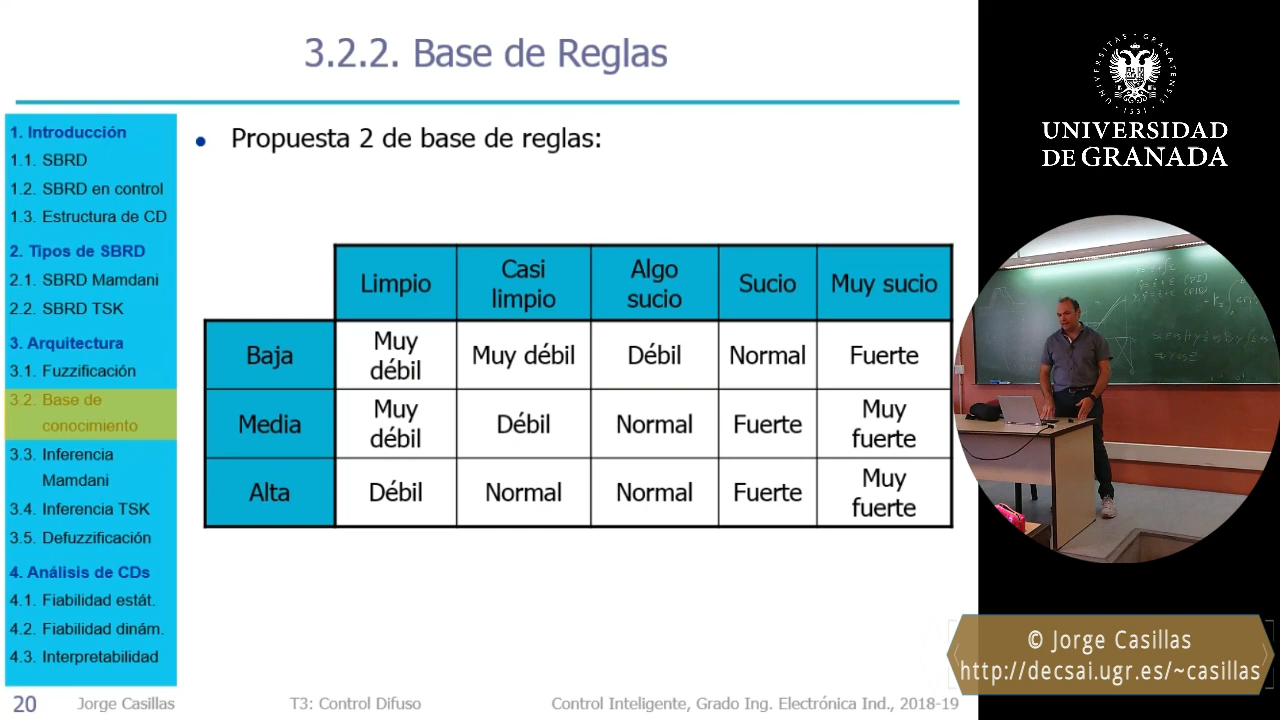 3.2.2. Base de Reglas
1. Introducción
1.1. SBRD
1.2. SBRD en control
1.3. Estructura de CD
2. Tipos de SBRD
2.1. SBRD Mamdani
2.2. SBRD TSK
3. Arquitectura
3.1. Fuzzificación
3.2. Base de
conocimiento
3.3. Inferencia
Mamdani
3.4. Inferencia TSK
3.5. Defuzzificación
4. Análisis de CDs
4.1. Fiabilidad estát.
4.2. Fiabilidad dinám.
4.3. Interpretabilidad
• Propuesta 2 de base de reglas:
Limpio Casi limpio Algo sucio Sucio Muy sucio
Baja Muy débil Muy débil Débil Normal Fuerte
Media Muy débil Débil Normal Fuerte Muy fuerte
Alta Débil Normal Normal Fuerte Muy fuerte
20 Jorge Casillas T3: Control Difuso Control Inteligente, Grado Ing. Electrónica Ind., 2018-19
UNIVERSITAS · GRANATENSIS · 1531 ·
UNIVERSIDAD
DE GRANADA
© Jorge Casillas
http://decsai.ugr.es/~casillas